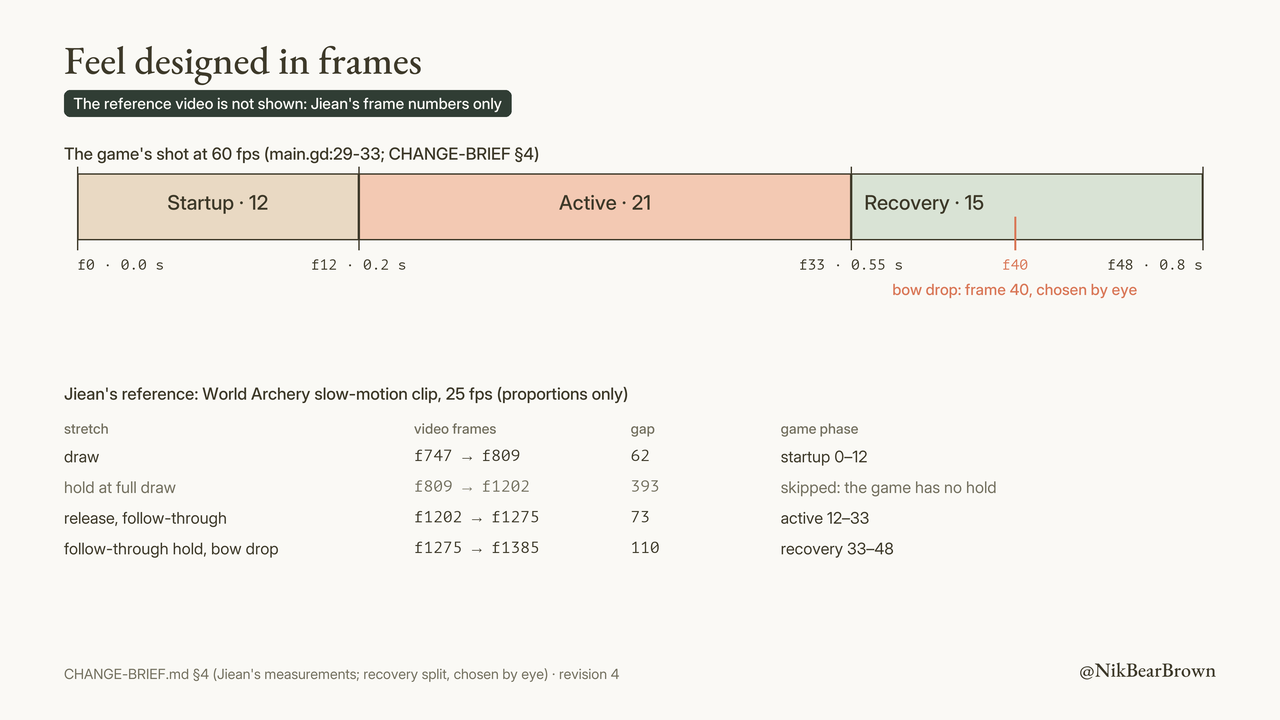 Feel designed in frames
The reference video is not shown: Jiean's frame numbers only
The game's shot at 60 fps (main.gd:29-33; CHANGE-BRIEF §4)
Startup · 12 Active · 21 Recovery · 15
f0 · 0.0 s f12 · 0.2 s f33 · 0.55 s f40 f48 · 0.8 s
bow drop: frame 40, chosen by eye
Jiean's reference: World Archery slow-motion clip, 25 fps (proportions only)
stretch video frames gap game phase
draw f747 → f809 62 startup 0–12
hold at full draw f809 → f1202 393 skipped: the game has no hold
release, follow-through f1202 → f1275 73 active 12–33
follow-through hold, bow drop f1275 → f1385 110 recovery 33–48
CHANGE-BRIEF.md §4 (Jiean's measurements; recovery split, chosen by eye) · revision 4
@NikBearBrown